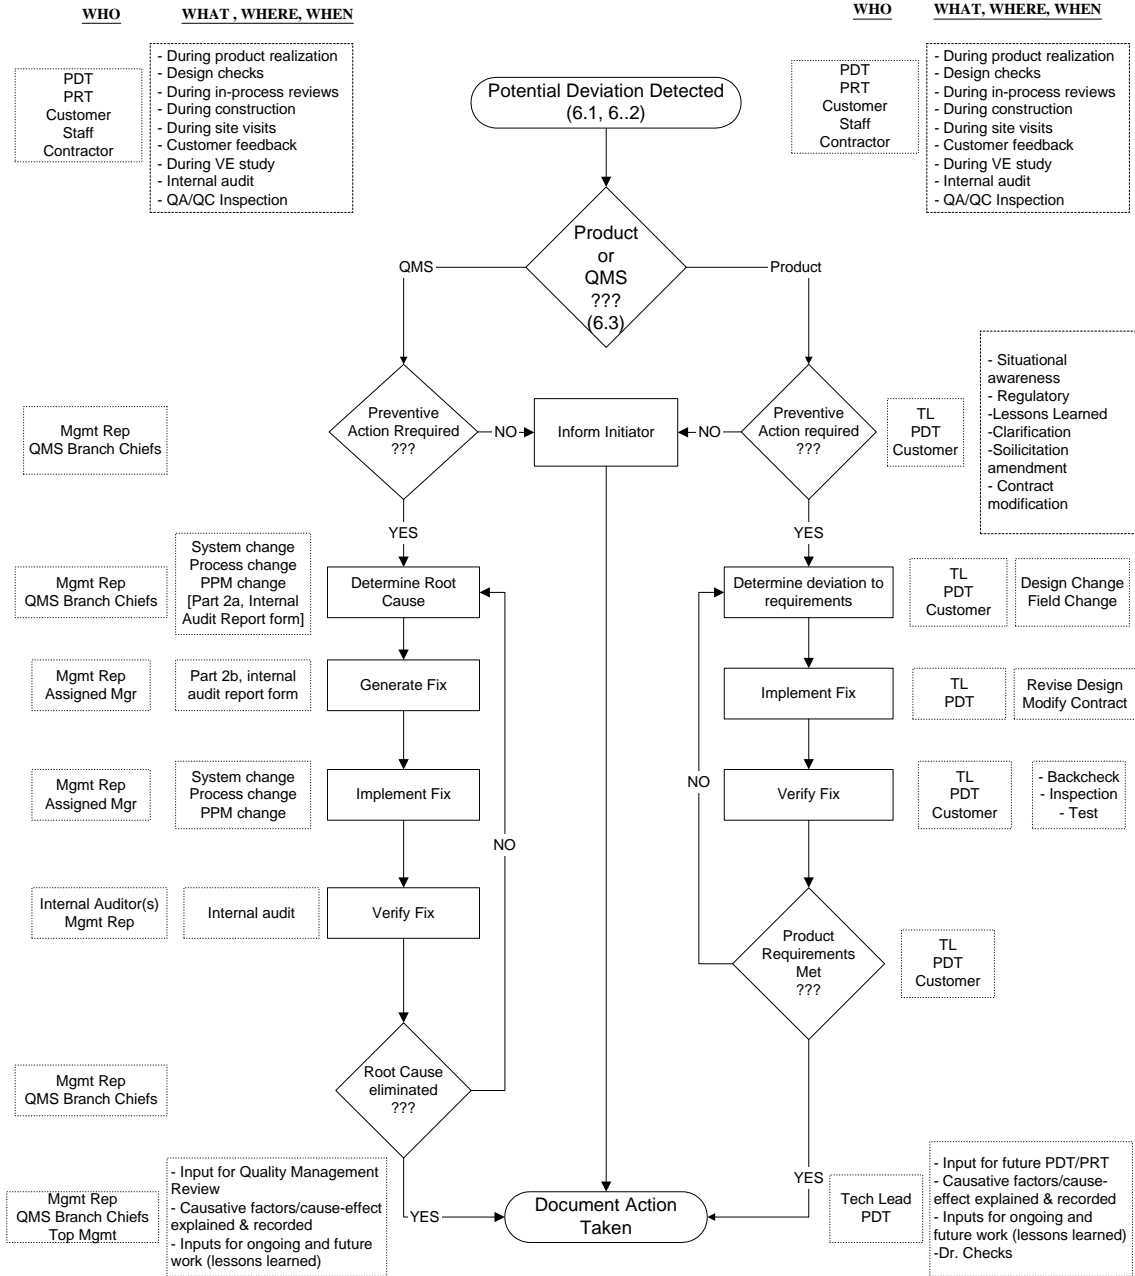 WHO
WHAT , WHERE, WHEN
WHO
WHAT, WHERE, WHEN
PDT
PRT
Customer
Staff
Contractor
- During product realization
- Design checks
- During in-process reviews
- During construction
- During site visits
- Customer feedback
- During VE study
- Internal audit
- QA/QC Inspection
Potential Deviation Detected
(6.1, 6..2)
PDT
PRT
Customer
Staff
Contractor
- During product realization
- Design checks
- During in-process reviews
- During construction
- During site visits
- Customer feedback
- During VE study
- Internal audit
- QA/QC Inspection
Product
or
QMS
???
(6.3)
QMS
Product
Mgmt Rep
QMS Branch Chiefs
Preventive
Action Rrequired
???
NO
Inform Initiator
NO
Preventive
Action required
???
TL
PDT
Customer
- Situational
awareness
- Regulatory
-Lessons Learned
-Clarification
-Soilicitation
amendment
- Contract
modification
YES
YES
Mgmt Rep
QMS Branch Chiefs
System change
Process change
PPM change
[Part 2a, Internal
Audit Report form]
Determine Root
Cause
Determine deviation to
requirements
TL
PDT
Customer
Design Change
Field Change
Mgmt Rep
Assigned Mgr
Part 2b, internal
audit report form
Generate Fix
Implement Fix
TL
PDT
Revise Design
Modify Contract
Mgmt Rep
Assigned Mgr
System change
Process change
PPM change
Implement Fix
NO
NO
Verify Fix
TL
PDT
Customer
- Backcheck
- Inspection
- Test
Internal Auditor(s)
Mgmt Rep
Internal audit
Verify Fix
Product
Requirements
Met
???
TL
PDT
Customer
Mgmt Rep
QMS Branch Chiefs
Root Cause
eliminated
???
Mgmt Rep
QMS Branch Chiefs
Top Mgmt
- Input for Quality Management
Review
- Causative factors/cause-effect
explained & recorded
- Inputs for ongoing and future
work (lessons learned)
YES
Document Action
Taken
YES
Tech Lead
PDT
- Input for future PDT/PRT
- Causative factors/cause-
effect explained & recorded
- Inputs for ongoing and
future work (lessons learned)
-Dr. Checks